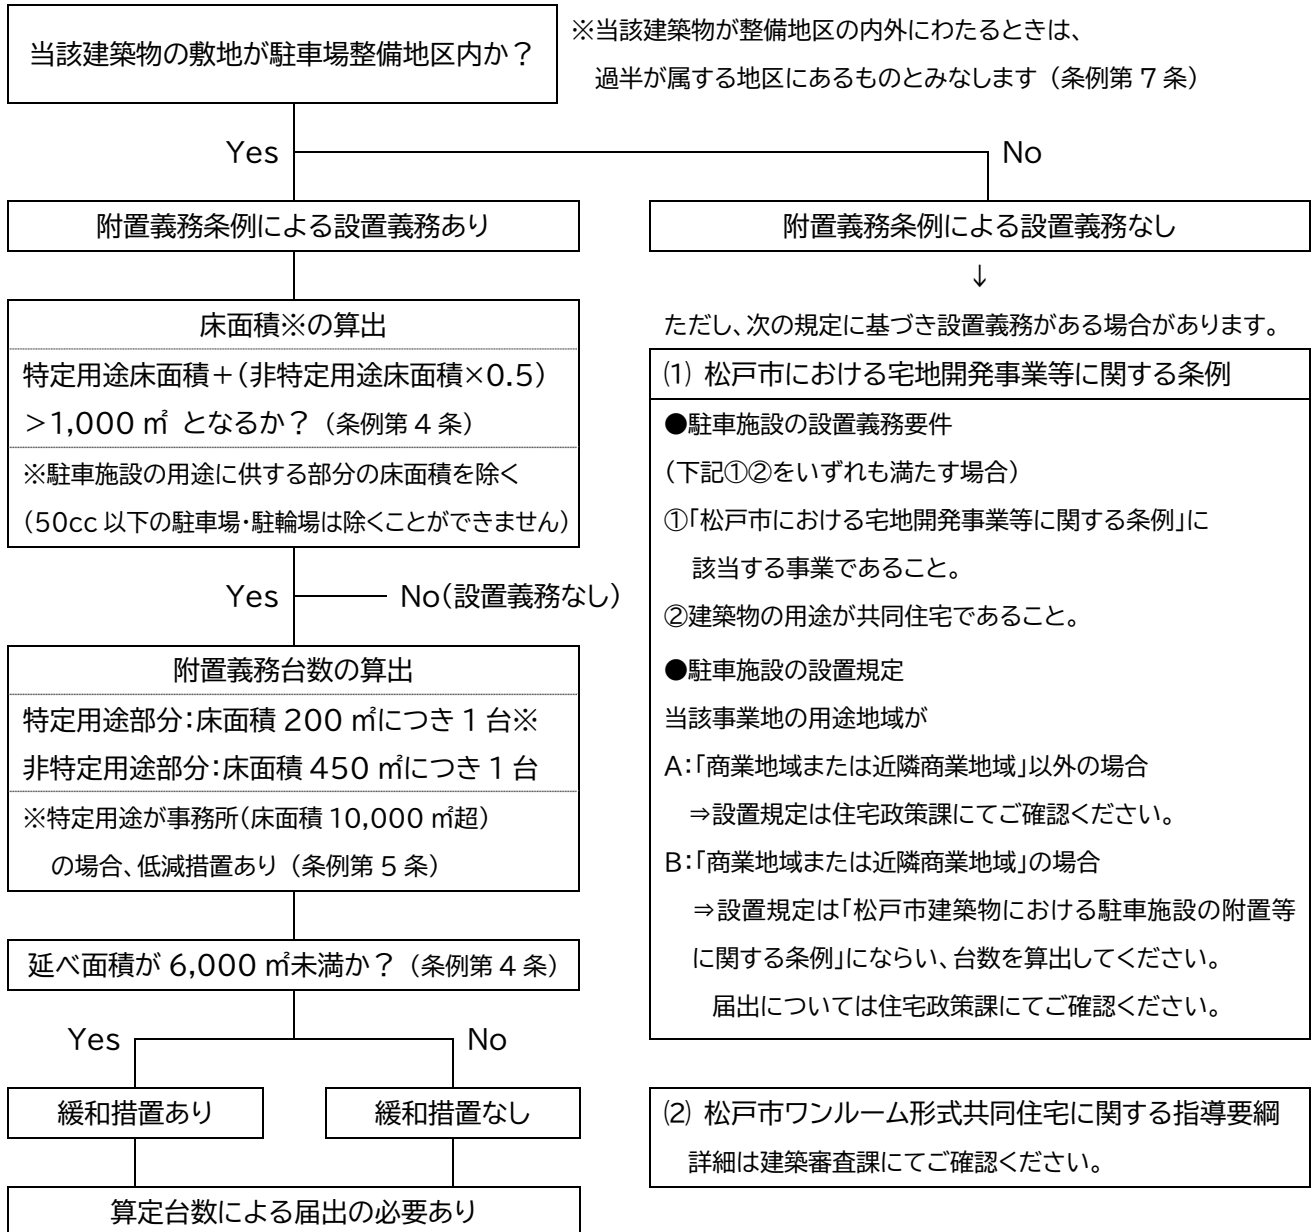 当該建築物の敷地が駐車場整備地区内か？
※当該建築物が整備地区の内外にわたるときは、
過半が属する地区にあるものとみなします（条例第７条）
Yes
No
附置義務条例による設置義務あり
床面積※の算出
特定用途床面積＋（非特定用途床面積×0.5）
＞1,000 ㎡ となるか？（条例第４条）
※駐車施設の用途に供する部分の床面積を除く
（50cc 以下の駐車場・駐輪場は除くことができません）
Yes
No（設置義務なし）
附置義務台数の算出
特定用途部分：床面積 200 ㎡につき１台※
非特定用途部分：床面積 450 ㎡につき１台
※特定用途が事務所（床面積 10,000 ㎡超）
の場合、低減措置あり（条例第５条）
延べ面積が 6,000 ㎡未満か？（条例第４条）
Yes
No
緩和措置あり
緩和措置なし
算定台数による届出の必要あり
附置義務条例による設置義務なし
↓
ただし、次の規定に基づき設置義務がある場合があります。
⑴ 松戸市における宅地開発事業等に関する条例
●駐車施設の設置義務要件
（下記①②をいずれも満たす場合）
①「松戸市における宅地開発事業等に関する条例」に
該当する事業であること。
②建築物の用途が共同住宅であること。
●駐車施設の設置規定
当該事業地の用途地域が
A：「商業地域または近隣商業地域」以外の場合
⇒設置規定は住宅政策課にてご確認ください。
B：「商業地域または近隣商業地域」の場合
⇒設置規定は「松戸市建築物における駐車施設の附置等
に関する条例」にならい、台数を算出してください。
届出については住宅政策課にてご確認ください。
⑵ 松戸市ワンルーム形式共同住宅に関する指導要綱
詳細は建築審査課にてご確認ください。